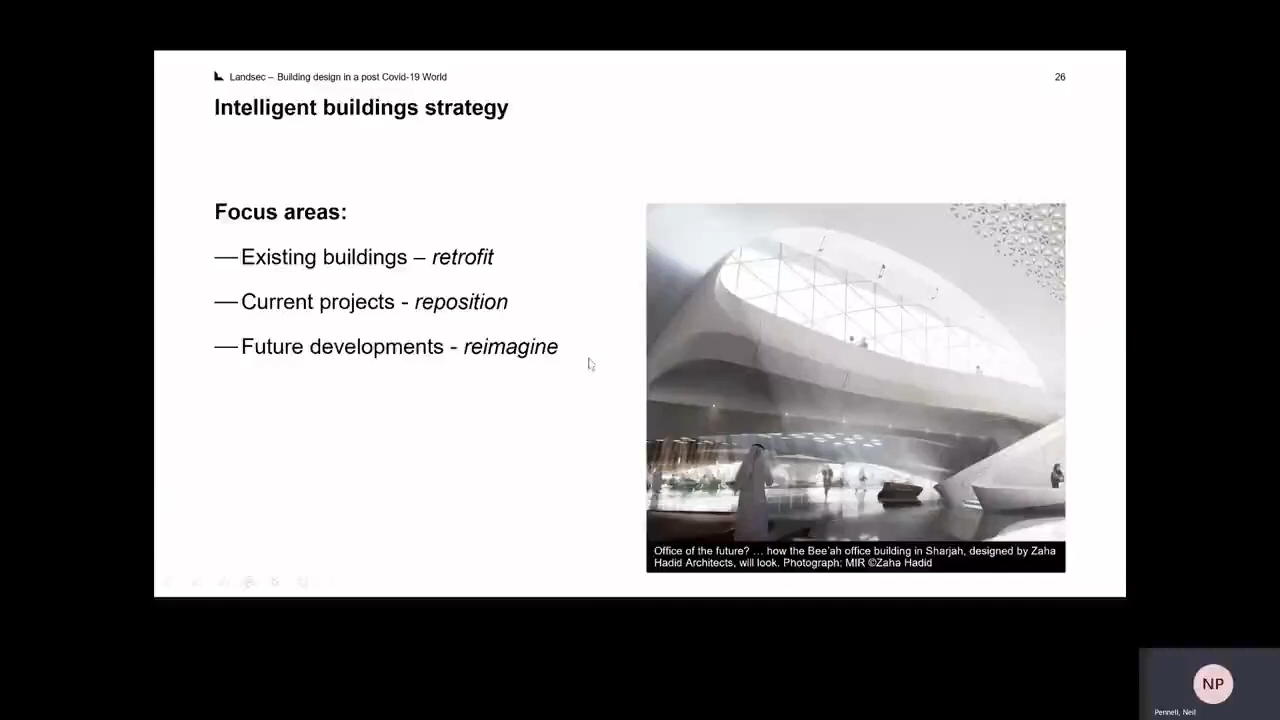 Landsec – Building design in a post Covid-19 World
26
Intelligent buildings strategy
Focus areas:
—Existing buildings – retrofit
—Current projects - reposition
—Future developments - reimagine
Office of the future? … how the Bee'ah office building in Sharjah, designed by Zaha
Hadid Architects, will look. Photograph: MIR ©Zaha Hadid
NP
Pennell, Neil